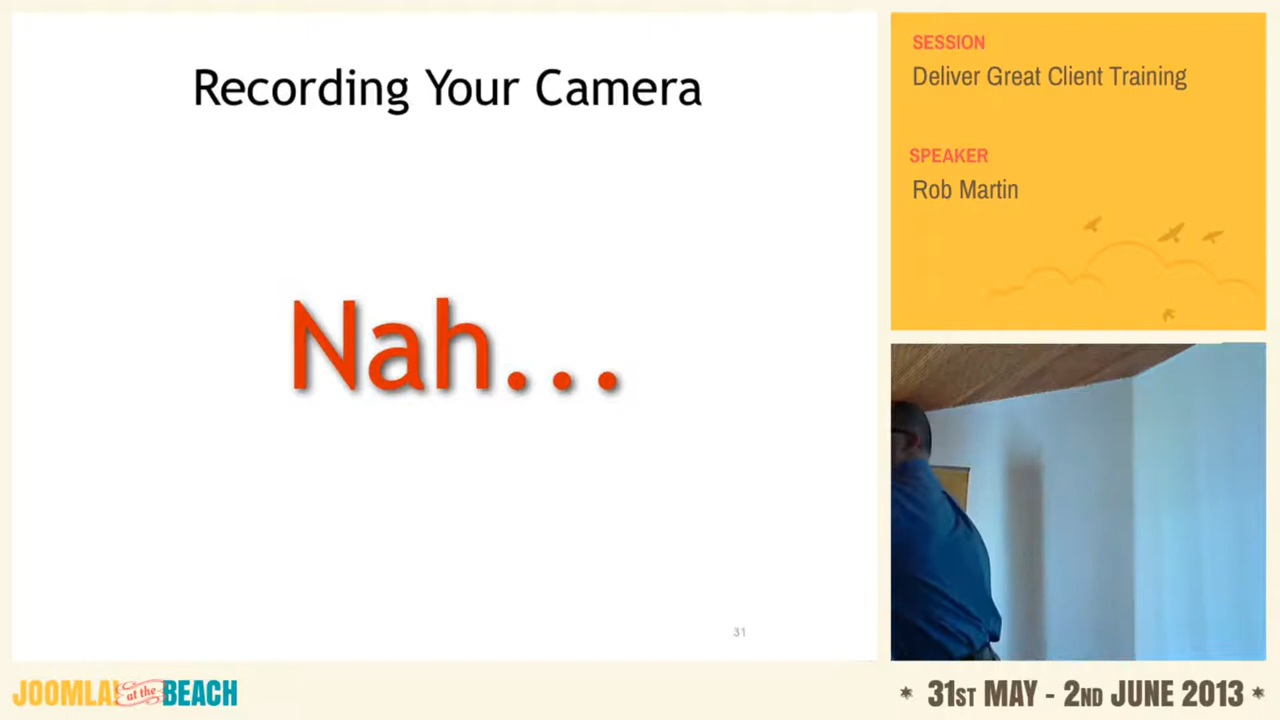 Recording Your Camera
Nah...
31
SESSION
Deliver Great Client Training
SPEAKER
Rob Martin
JOOMLA! at the BEACH
* 31ST MAY - 2ND JUNE 2013 *